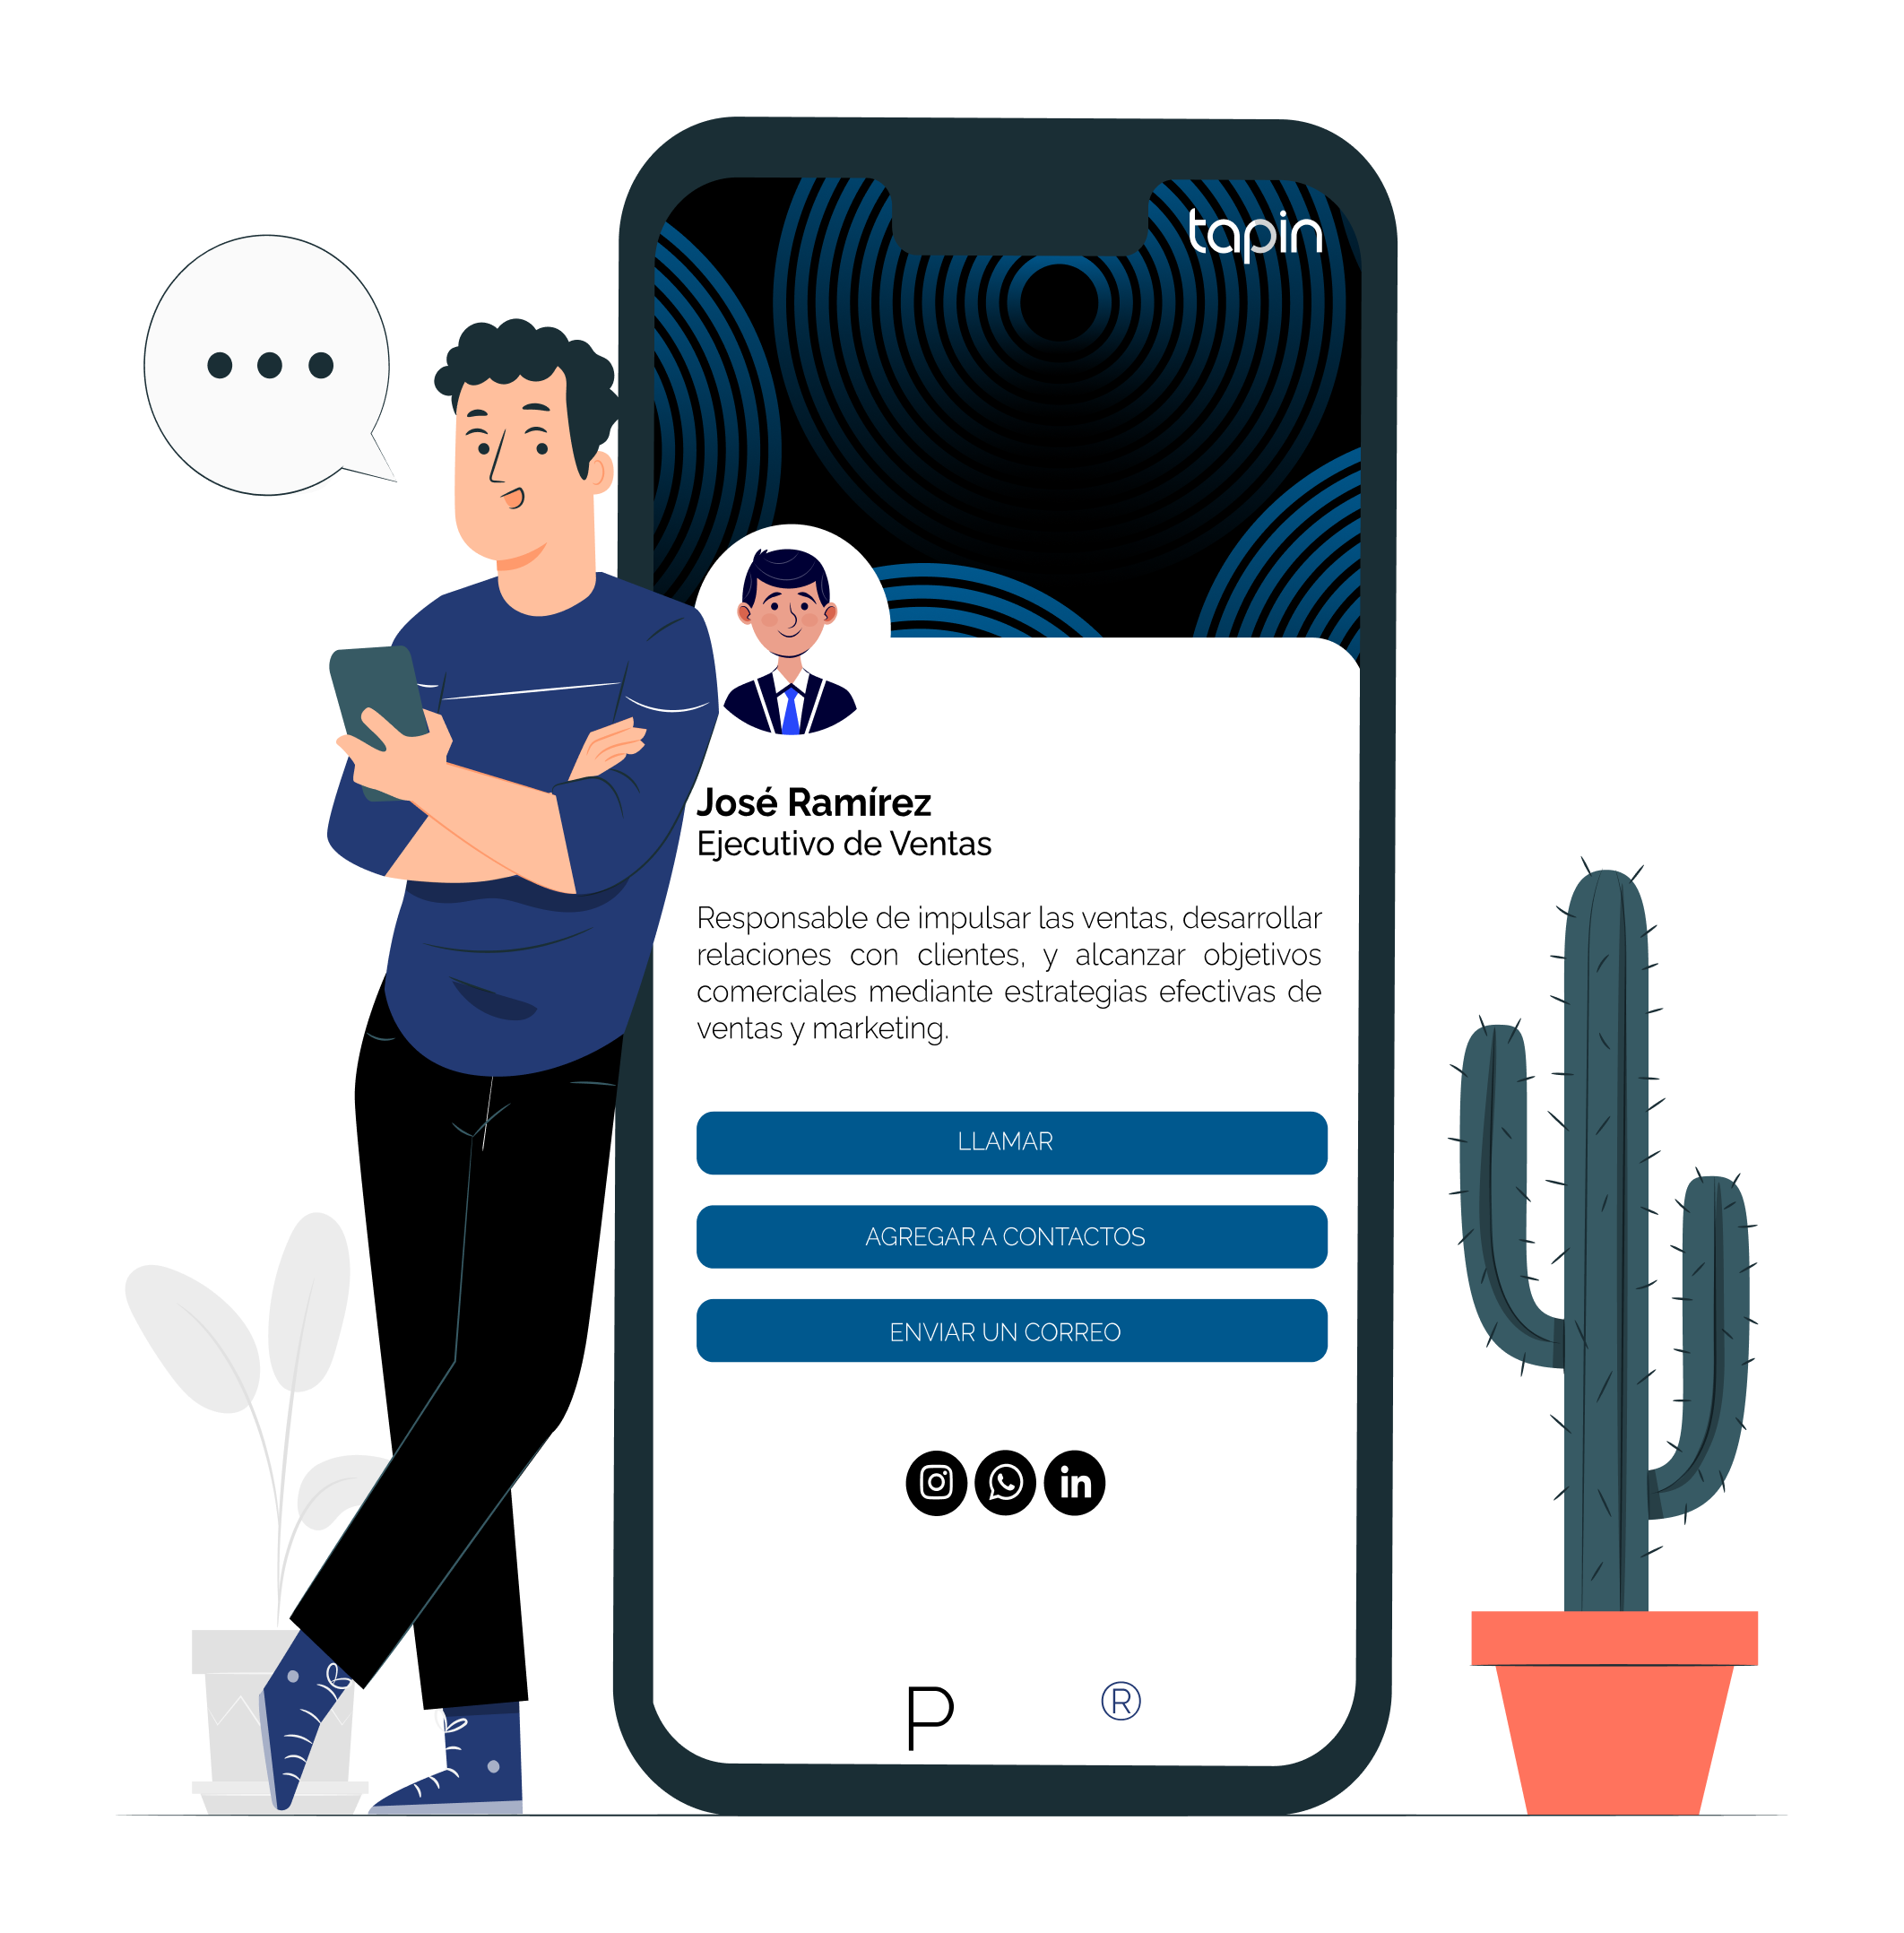 tapin
José Ramírez
Ejecutivo de Ventas
Responsable de impulsar las ventas, desarrollar
relaciones con clientes, y alcanzar objetivos
comerciales mediante estrategias efectivas de
ventas y marketing.
LLAMAR
AGREGAR A CONTACTOS
ENVIAR UN CORREO
in
P ®